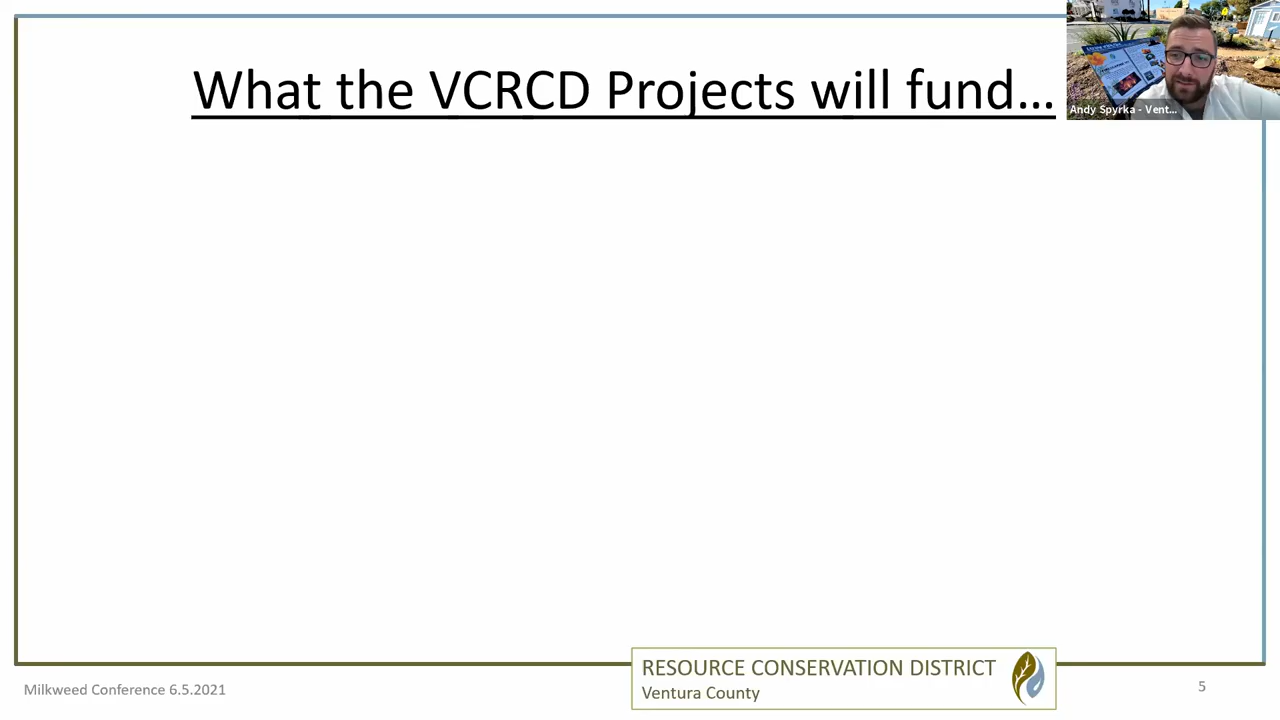 What the VCRCD Projects will fund...
Andy Spyrka - Vent...
RESOURCE CONSERVATION DISTRICT
Ventura County
Milkweed Conference 6.5.2021
5